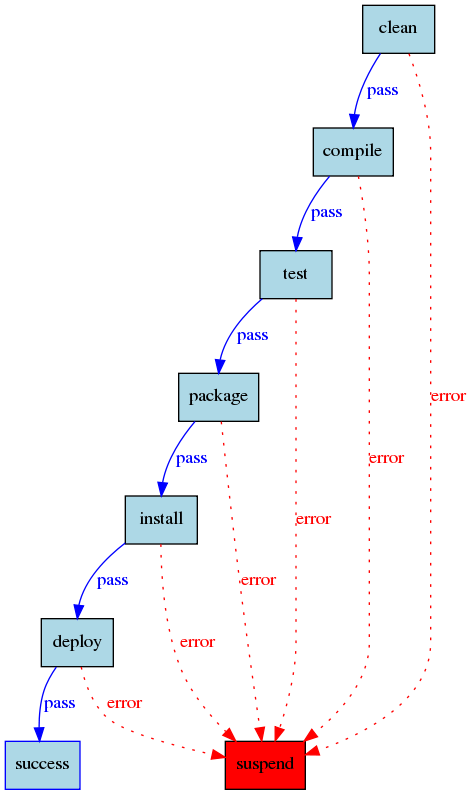 clean
pass
compile
pass
test
pass
package
error
pass
error
install
error
pass
error
deploy
error
pass
error
success
suspend